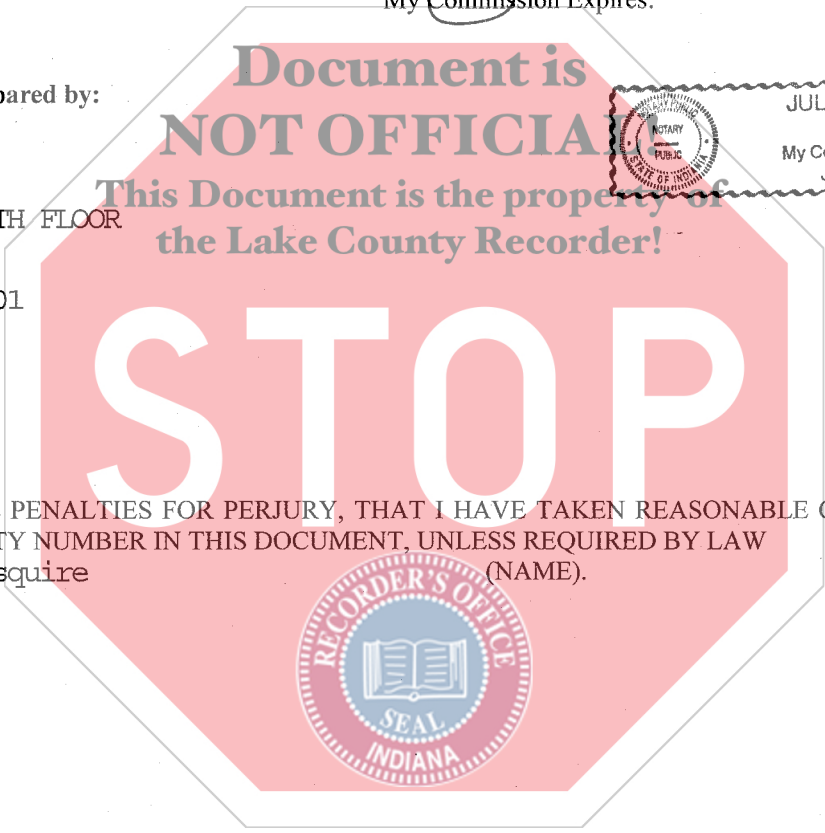 My Commission Expires:
Document is
pared by:
JUL
NOT OFFICIAL!
NOTARY PUBLIC
NOTARY
PUBLIC
STATE OF INDIANA
My Co
This Document is the property of
TH FLOOR
the Lake County Recorder!
01
STOP
PENALTIES FOR PERJURY, THAT I HAVE TAKEN REASONABLE C
TY NUMBER IN THIS DOCUMENT, UNLESS REQUIRED BY LAW
squire (NAME).
RECORDER'S OFFICE
SEAL
INDIANA